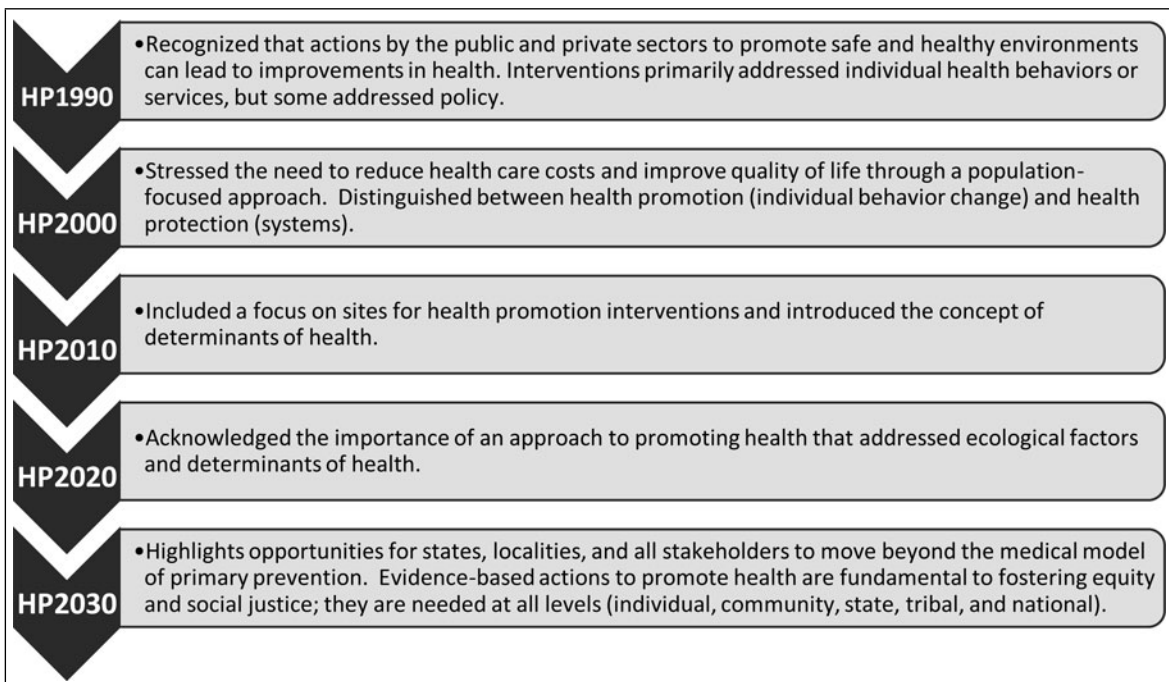 HP1990
•Recognized that actions by the public and private sectors to promote safe and healthy environments
can lead to improvements in health. Interventions primarily addressed individual health behaviors or
services, but some addressed policy.
HP2000
•Stressed the need to reduce health care costs and improve quality of life through a population-
focused approach.  Distinguished between health promotion (individual behavior change) and health
protection (systems).
HP2010
•Included a focus on sites for health promotion interventions and introduced the concept of
determinants of health.
HP2020
•Acknowledged the importance of an approach to promoting health that addressed ecological factors
and determinants of health.
HP2030
•Highlights opportunities for states, localities, and all stakeholders to move beyond the medical model
of primary prevention.  Evidence-based actions to promote health are fundamental to fostering equity
and social justice; they are needed at all levels (individual, community, state, tribal, and national).